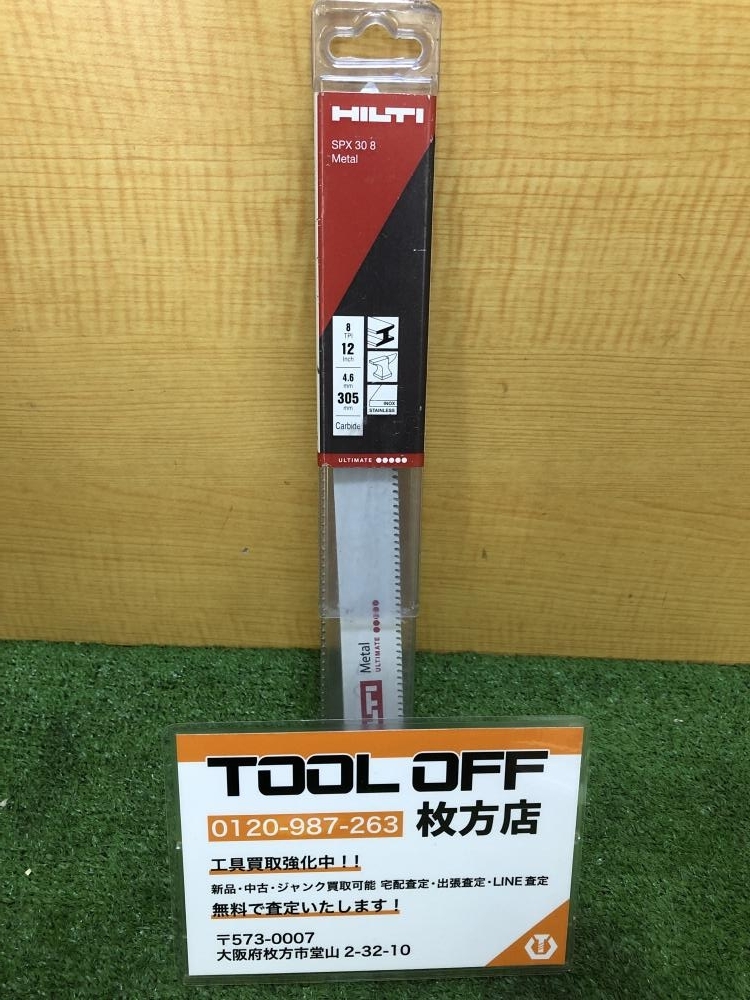 HILTI
SPX 30 8
Metal
8
TPI
12
Inch
4.6
mm
305
mm
Carbide
INOX
STAINLESS
ULTIMATE
Metal
ULTIMATE
TOOL OFF
0120-987-263 枚方店
工具買取強化中！！
新品・中古・ジャンク買取可能 宅配査定・出張査定・LINE査定
無料で査定いたします！
〒573-0007
大阪府枚方市堂山 2-32-10